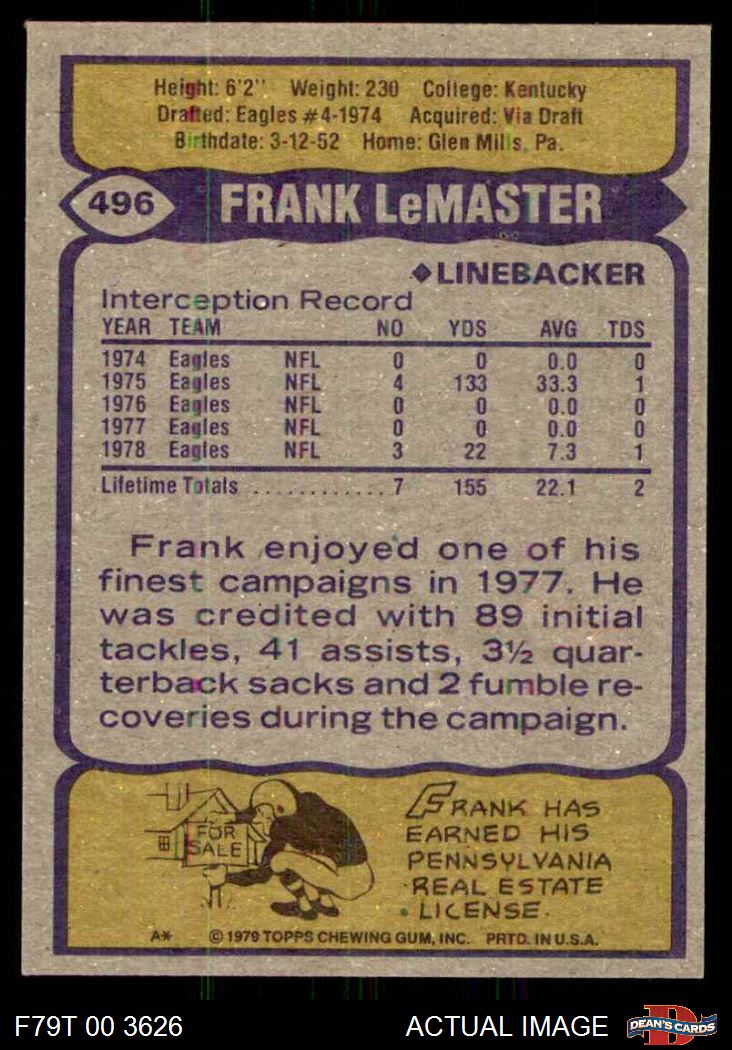 Height: 6'2" Weight: 230 College: Kentucky
Drafted: Eagles #4-1974 Acquired: Via Draft
Birthdate: 3-12-52 Home: Glen Mills, Pa.
496 FRANK LeMASTER
◆LINEBACKER
Interception Record
YEAR TEAM NO YDS AVG TDS
1974 Eagles NFL 0 0 0.0 0
1975 Eagles NFL 4 133 33.3 1
1976 Eagles NFL 0 0 0.0 0
1977 Eagles NFL 0 0 0.0 0
1978 Eagles NFL 3 22 7.3 1
Lifetime Totals ............ 7 155 22.1 2
Frank enjoyed one of his
finest campaigns in 1977. He
was credited with 89 initial
tackles, 41 assists, 3½ quar-
terback sacks and 2 fumble re-
coveries during the campaign.
FOR
SALE
FRANK HAS
EARNED HIS
PENNSYLVANIA
REAL ESTATE
LICENSE.
A* © 1979 TOPPS CHEWING GUM, INC. PRTD. IN U.S.A.
F79T 00 3626 ACTUAL IMAGE D DEAN'S CARDS